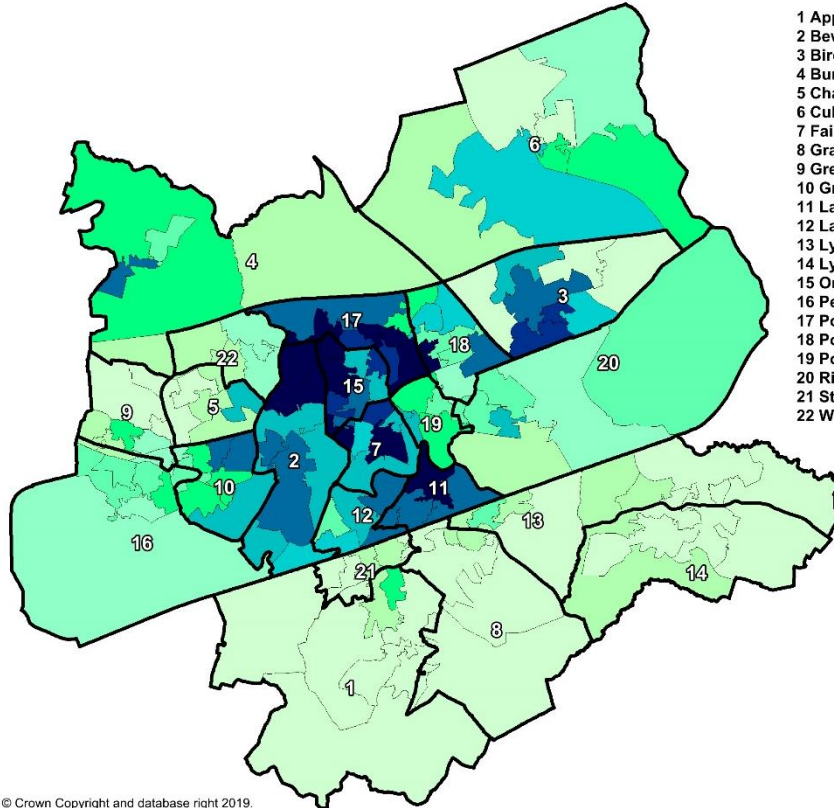 1 App
2 Bev
3 Birc
4 Bur
5 Cha
6 Cul
7 Fai
8 Gra
9 Gre
10 Gr
11 La
12 La
13 Ly
14 Ly
15 Or
16 Pe
17 Po
18 Po
19 Po
20 Ri
21 St
22 W
6
4
3
17
18
22
20
15
5
9
19
7
2
10
11
12
13
16
21
14
8
1
© Crown Copyright and database right 2019.